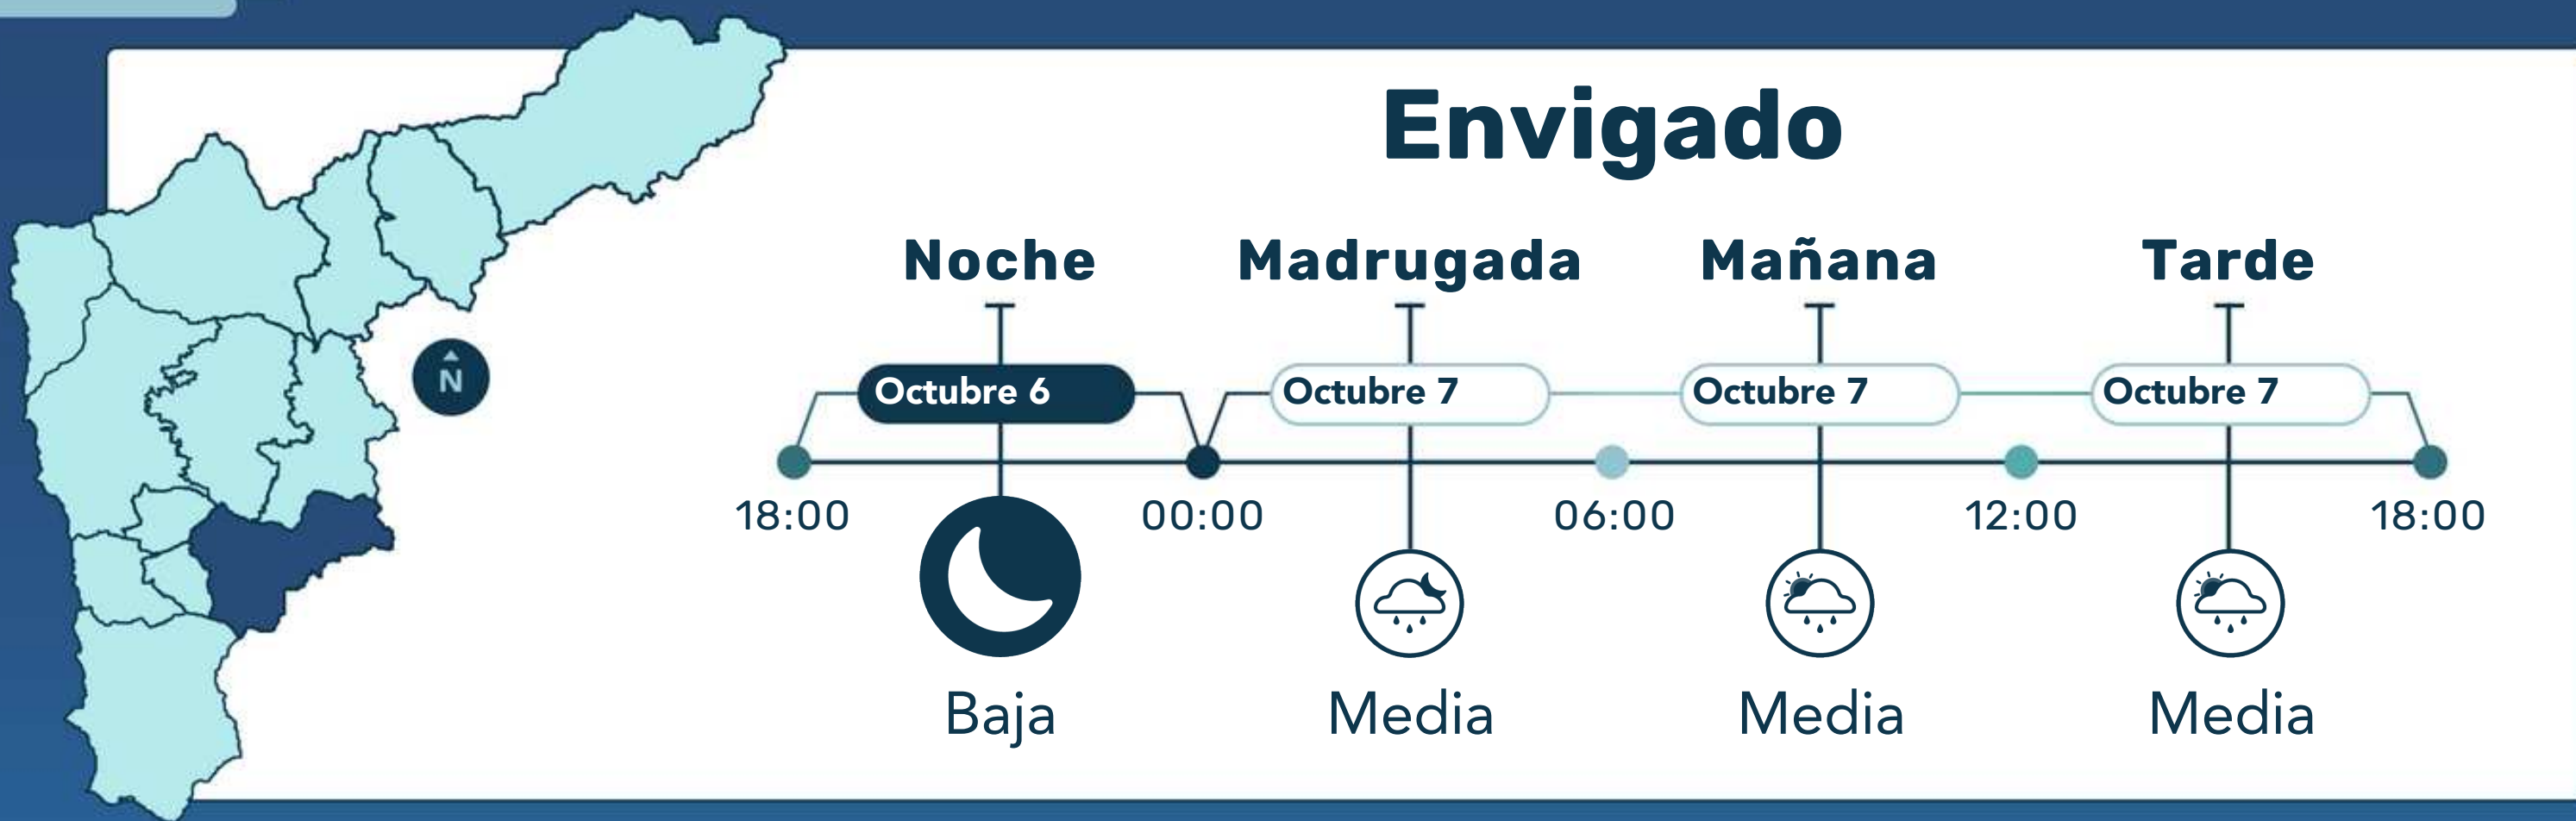 Envigado
Noche Madrugada Mañana Tarde
N
Octubre 6 Octubre 7 Octubre 7 Octubre 7
18:00 00:00 06:00 12:00 18:00
Baja Media Media Media